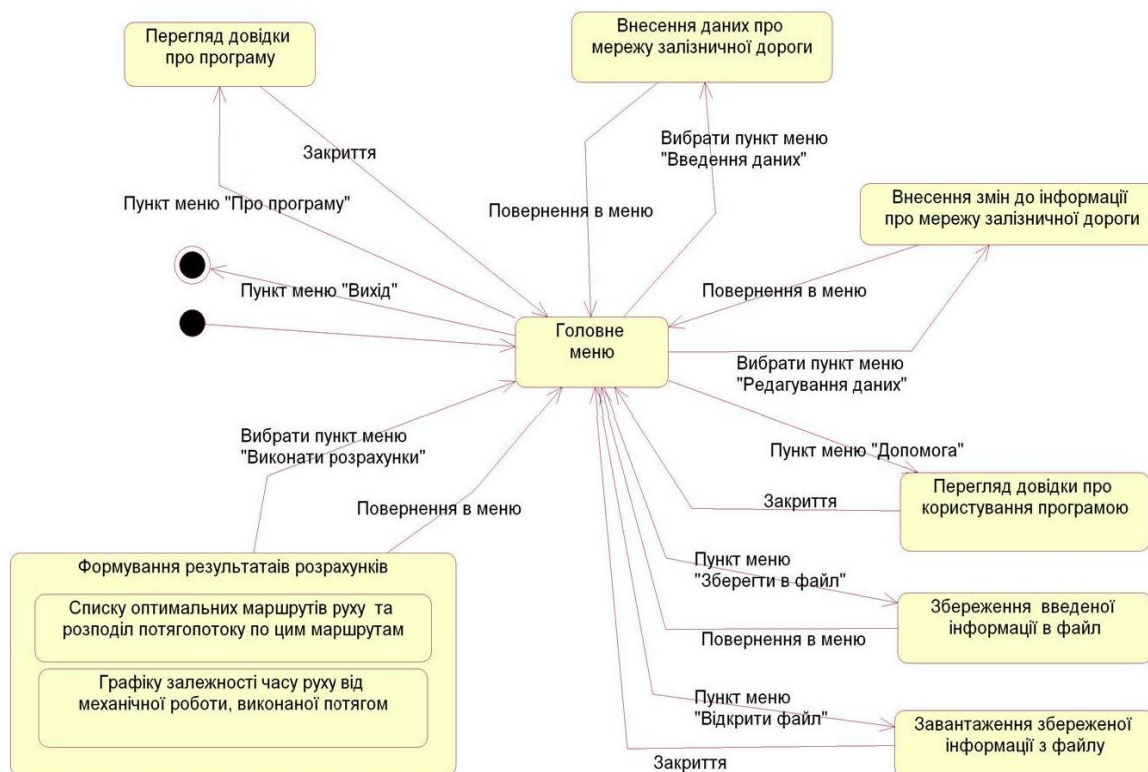 Перегляд довідки
про програму
Внесення даних про
мережу залізничної дороги
Закриття
Вибрати пункт меню
"Введення даних"
Пункт меню "Про програму"
Повернення в меню
Внесення змін до інформації
про мережу залізничної дороги
Пункт меню "Вихід"
Повернення в меню
Головне
меню
Вибрати пункт меню
"Редагування даних"
Вибрати пункт меню
"Виконати розрахунки"
Пункт меню "Допомога"
Повернення в меню
Закриття
Перегляд довідки про
користування програмою
Формування результатаів розрахунків
Списку оптимальних маршрутів руху та
розподіл потягопотоку по цим маршрутам
Графіку залежності часу руху від
механічної роботи, виконаної потягом
Пункт меню
"Зберегти в файл"
Збереження введеної
інформації в файл
Повернення в меню
Пункт меню
"Відкрити файл"
Завантаження збереженої
інформації з файлу
Закриття